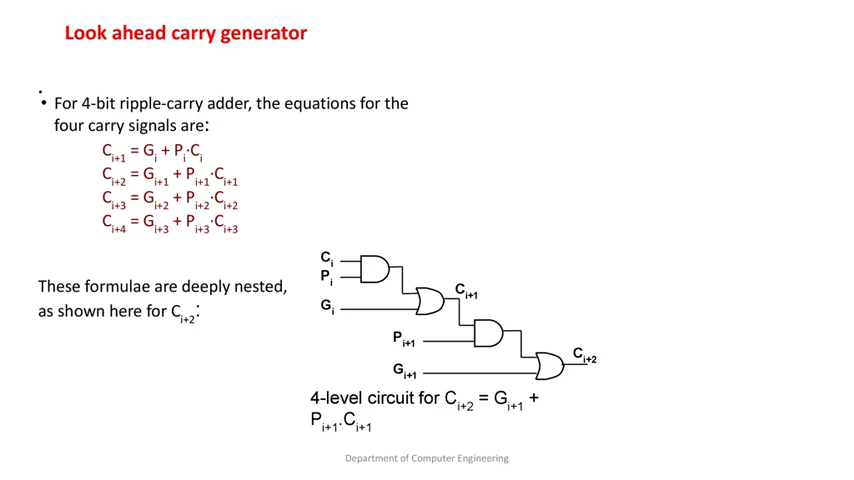 Look ahead carry generator
• For 4-bit ripple-carry adder, the equations for the
four carry signals are:
Ci+1 = Gi + Pi·Ci
Ci+2 = Gi+1 + Pi+1·Ci+1
Ci+3 = Gi+2 + Pi+2·Ci+2
Ci+4 = Gi+3 + Pi+3·Ci+3
These formulae are deeply nested,
as shown here for Ci+2:
Ci
Pi
Gi
Ci+1
Pi+1
Gi+1
Ci+2
4-level circuit for Ci+2 = Gi+1 +
Pi+1.Ci+1
Department of Computer Engineering